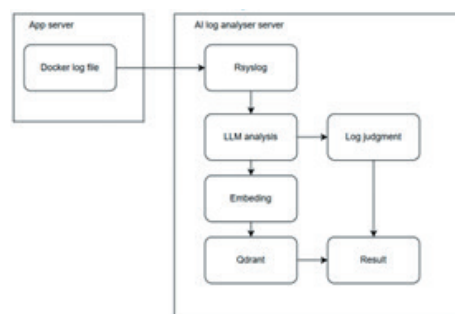 App server
AI log analyser server
Docker log file
Rsyslog
LLM analysis
Log judgment
Embeding
Qdrant
Result